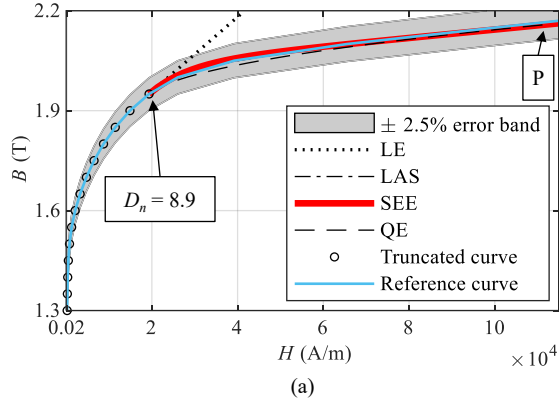 (a)
2.2
1.9
1.6
1.3
B (T)
P
D_n = 8.9
± 2.5% error band
LE
LAS
SEE
QE
Truncated curve
Reference curve
0.02 2 4 6 8 10
H (A/m)
× 10^4
(a)